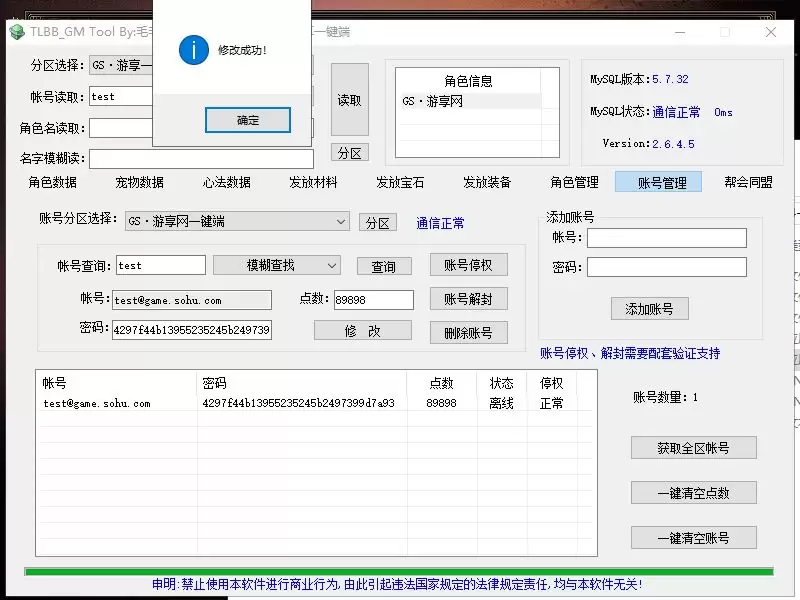 TLBB_GM Tool By:毛
一键端
修改成功!
确定
分区选择: GS·游享一
帐号读取: test
角色名读取:
名字模糊读:
读取
分区
角色信息
GS·游享网
MySQL版本:5.7.32
MySQL状态:通信正常 0ms
Version:2.6.4.5
角色数据 宠物数据 心法数据 发放材料 发放宝石 发放装备 角色管理 账号管理 帮会同盟
账号分区选择: GS·游享网一键端 分区 通信正常
帐号查询: test 模糊查找 查询 账号停权
帐号: test@game.sohu.com 点数: 89898 账号解封
密码: 4297f44b13955235245b249739 修 改 删除账号
添加账号
帐号:
密码:
添加账号
账号停权、解封需要配套验证支持
帐号 密码 点数 状态 停权
test@game.sohu.com 4297f44b13955235245b2497399d7a93 89898 离线 正常
账号数量: 1
获取全区帐号
一键清空点数
一键清空账号
申明:禁止使用本软件进行商业行为,由此引起违法国家规定的法律规定责任,均与本软件无关!